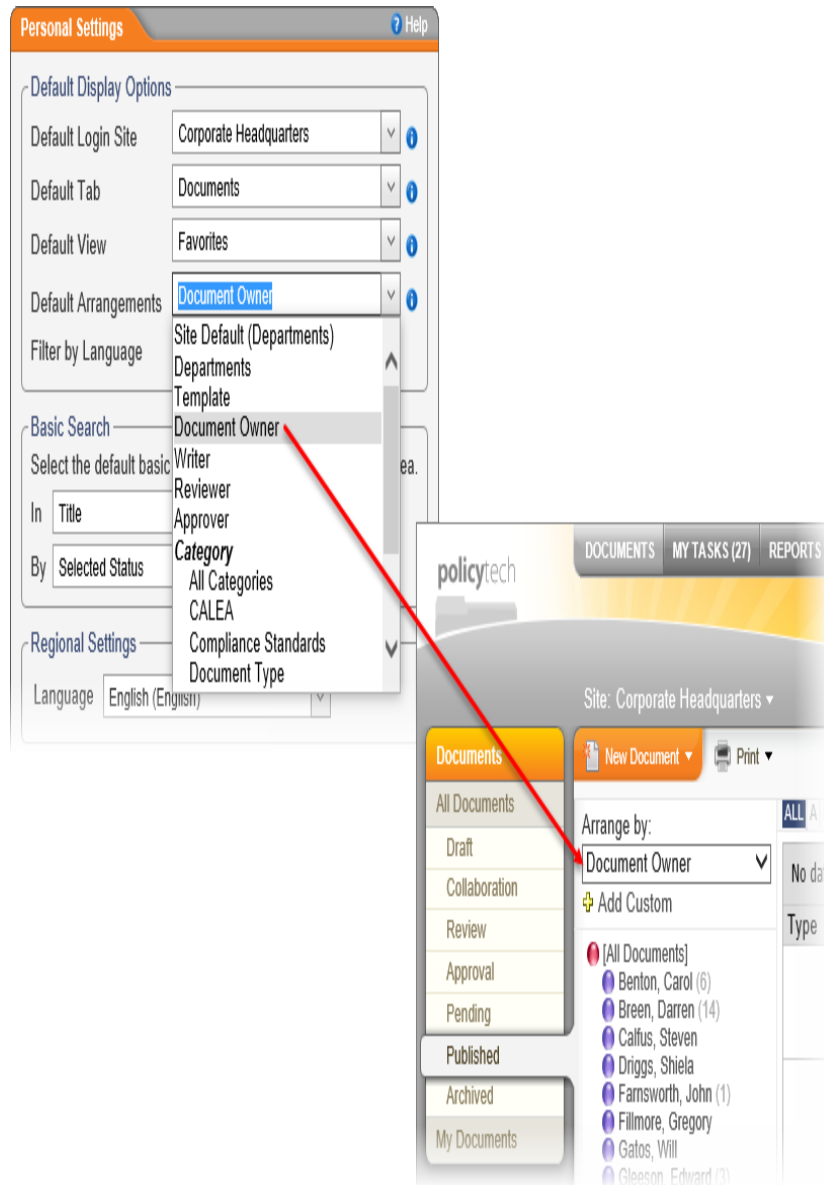 Personal Settings
Help
Default Display Options
Default Login Site
Corporate Headquarters
Default Tab
Documents
Default View
Favorites
Default Arrangements
Document Owner
Filter by Language
Site Default (Departments)
Departments
Template
Document Owner
Writer
Reviewer
Approver
Category
All Categories
CALEA
Compliance Standards
Document Type
Basic Search
Select the default basic
ea.
In Title
By Selected Status
Regional Settings
Language English (English)
policytech
DOCUMENTS MY TASKS (27) REPORTS
Site: Corporate Headquarters
Documents
New Document Print
All Documents
Draft
Collaboration
Review
Approval
Pending
Published
Archived
My Documents
Arrange by:
Document Owner
Add Custom
[All Documents]
Benton, Carol (6)
Breen, Darren (14)
Calfus, Steven
Driggs, Shiela
Farnsworth, John (1)
Fillmore, Gregory
Gatos, Will
Gleeson, Edward (3)
ALL A
No da
Type